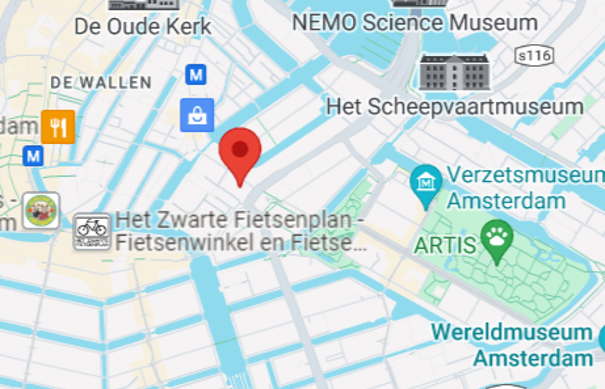 De Oude Kerk
NEMO Science Museum
s116
DE WALLEN
M
Het Scheepvaartmuseum
dam
M
Verzetsmuseum
Amsterdam
Het Zwarte Fietsenplan -
Fietsenwinkel en Fietse...
ARTIS
Wereldmuseum
Amsterdam